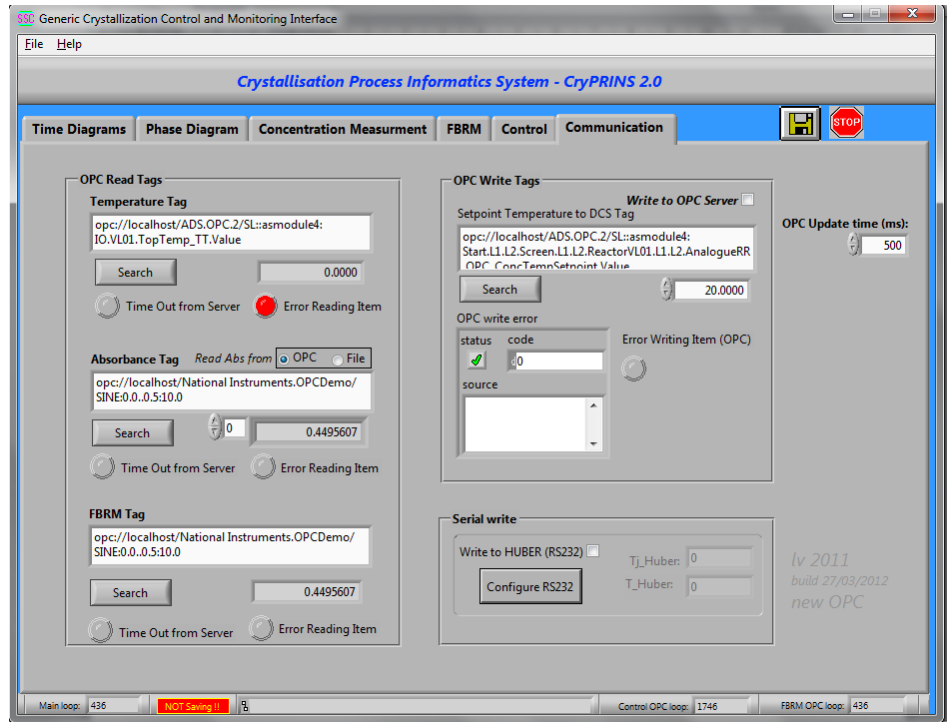 SSC Generic Crystallization Control and Monitoring Interface
File Help
Crystallisation Process Informatics System - CryPRINS 2.0
Time Diagrams Phase Diagram Concentration Measurment FBRM Control Communication
STOP
OPC Read Tags
Temperature Tag
opc://localhost/ADS.OPC.2/SL::asmodule4:
IO.VL01.TopTemp_TT.Value
Search 0.0000
Time Out from Server Error Reading Item
Absorbance Tag Read Abs from OPC File
opc://localhost/National Instruments.OPCDemo/
SINE:0.0..0.5:10.0
Search 0 0.4495607
Time Out from Server Error Reading Item
FBRM Tag
opc://localhost/National Instruments.OPCDemo/
SINE:0.0..0.5:10.0
Search 0.4495607
Time Out from Server Error Reading Item
OPC Write Tags
Write to OPC Server
Setpoint Temperature to DCS Tag
opc://localhost/ADS.OPC.2/SL::asmodule4:
Start.L1.L2.Screen.L1.L2.ReactorVL01.L1.L2.AnalogueRR
.OPC_ConcTempSetpoint.Value
Search 20.0000
OPC write error
status code Error Writing Item (OPC)
0
source
Serial write
Write to HUBER (RS232)
Tj_Huber: 0
Configure RS232
T_Huber: 0
OPC Update time (ms):
500
lv 2011
build 27/03/2012
new OPC
Main loop: 436 NOT Saving !! Control OPC loop: 1746 FBRM OPC loop: 436